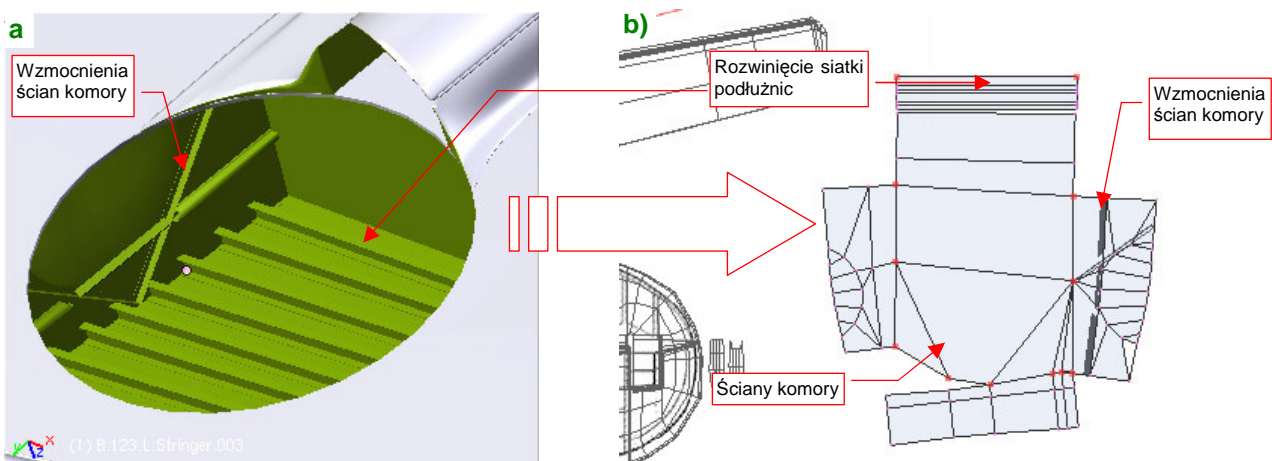 a
Wzmocnienia
ścian komory
y
x
z
(1) B.123.L.Stringer.003
b)
Rozwinięcie siatki
podłużnic
Wzmocnienia
ścian komory
Ściany komory